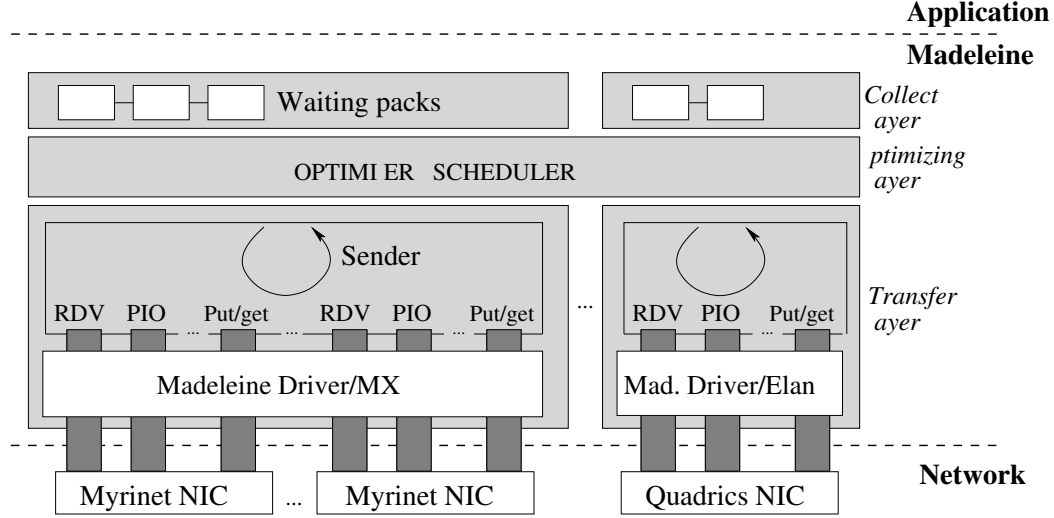 Application
Madeleine
Waiting packs
Collect
ayer
OPTIMI ER SCHEDULER
ptimizing
ayer
Sender
...
Transfer
ayer
RDV PIO ... Put/get ... RDV PIO ... Put/get
RDV PIO ... Put/get
Madeleine Driver/MX
Mad. Driver/Elan
Network
Myrinet NIC ... Myrinet NIC
Quadrics NIC